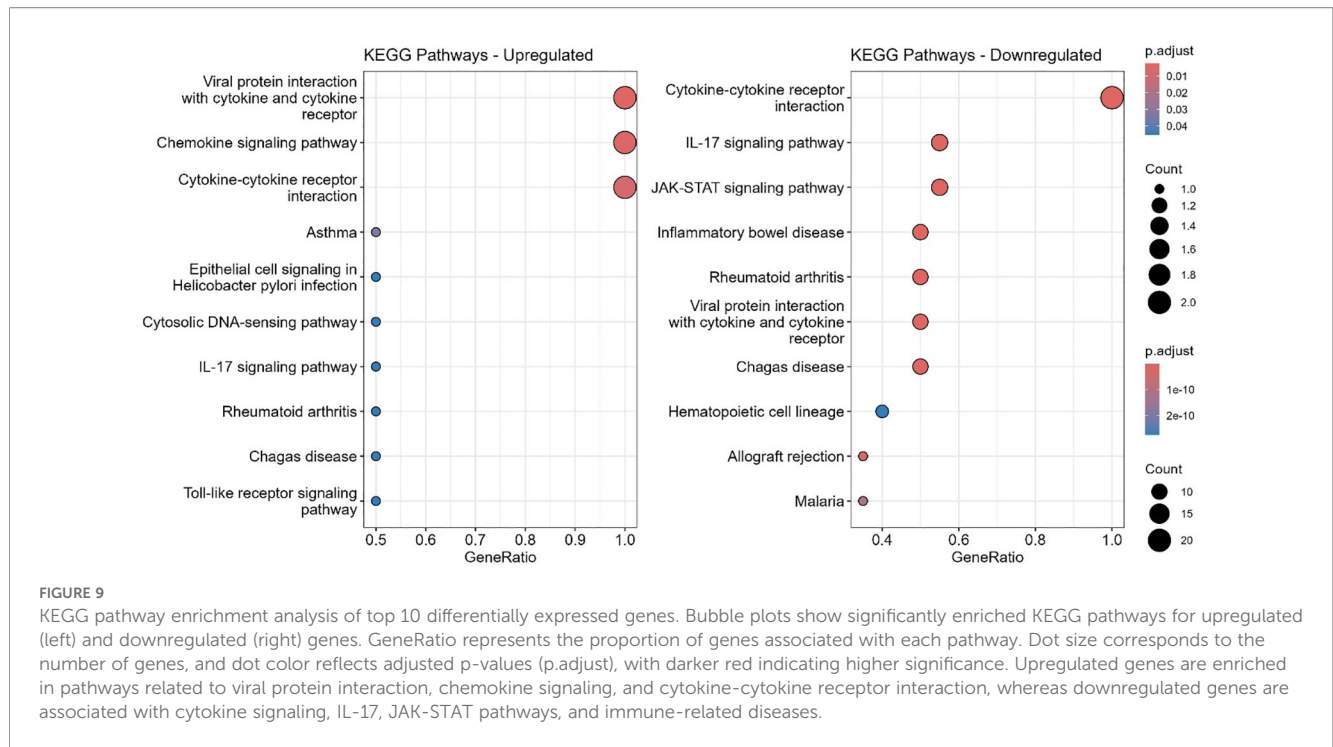 KEGG Pathways - Upregulated
Viral protein interaction
with cytokine and cytokine
receptor
Chemokine signaling pathway
Cytokine-cytokine receptor
interaction
Asthma
Epithelial cell signaling in
Helicobacter pylori infection
Cytosolic DNA-sensing pathway
IL-17 signaling pathway
Rheumatoid arthritis
Chagas disease
Toll-like receptor signaling
pathway
0.5 0.6 0.7 0.8 0.9 1.0
GeneRatio
KEGG Pathways - Downregulated
Cytokine-cytokine receptor
interaction
IL-17 signaling pathway
JAK-STAT signaling pathway
Inflammatory bowel disease
Rheumatoid arthritis
Viral protein interaction
with cytokine and cytokine
receptor
Chagas disease
Hematopoietic cell lineage
Allograft rejection
Malaria
0.4 0.6 0.8 1.0
GeneRatio
p.adjust
0.01
0.02
0.03
0.04
Count
1.0
1.2
1.4
1.6
1.8
2.0
p.adjust
1e-10
2e-10
Count
10
15
20
FIGURE 9
KEGG pathway enrichment analysis of top 10 differentially expressed genes. Bubble plots show significantly enriched KEGG pathways for upregulated
(left) and downregulated (right) genes. GeneRatio represents the proportion of genes associated with each pathway. Dot size corresponds to the
number of genes, and dot color reflects adjusted p-values (p.adjust), with darker red indicating higher significance. Upregulated genes are enriched
in pathways related to viral protein interaction, chemokine signaling, and cytokine-cytokine receptor interaction, whereas downregulated genes are
associated with cytokine signaling, IL-17, JAK-STAT pathways, and immune-related diseases.